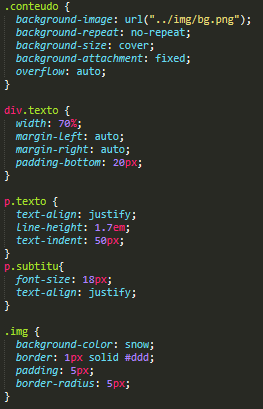 .conteudo {
  background-image: url("../img/bg.png");
  background-repeat: no-repeat;
  background-size: cover;
  background-attachment: fixed;
  overflow: auto;
}

div.texto {
  width: 70%;
  margin-left: auto;
  margin-right: auto;
  padding-bottom: 20px;
}

p.texto {
  text-align: justify;
  line-height: 1.7em;
  text-indent: 50px;
}
p.subtitu{
  font-size: 18px;
  text-align: justify;
}

.img {
  background-color: snow;
  border: 1px solid #ddd;
  padding: 5px;
  border-radius: 5px;
}